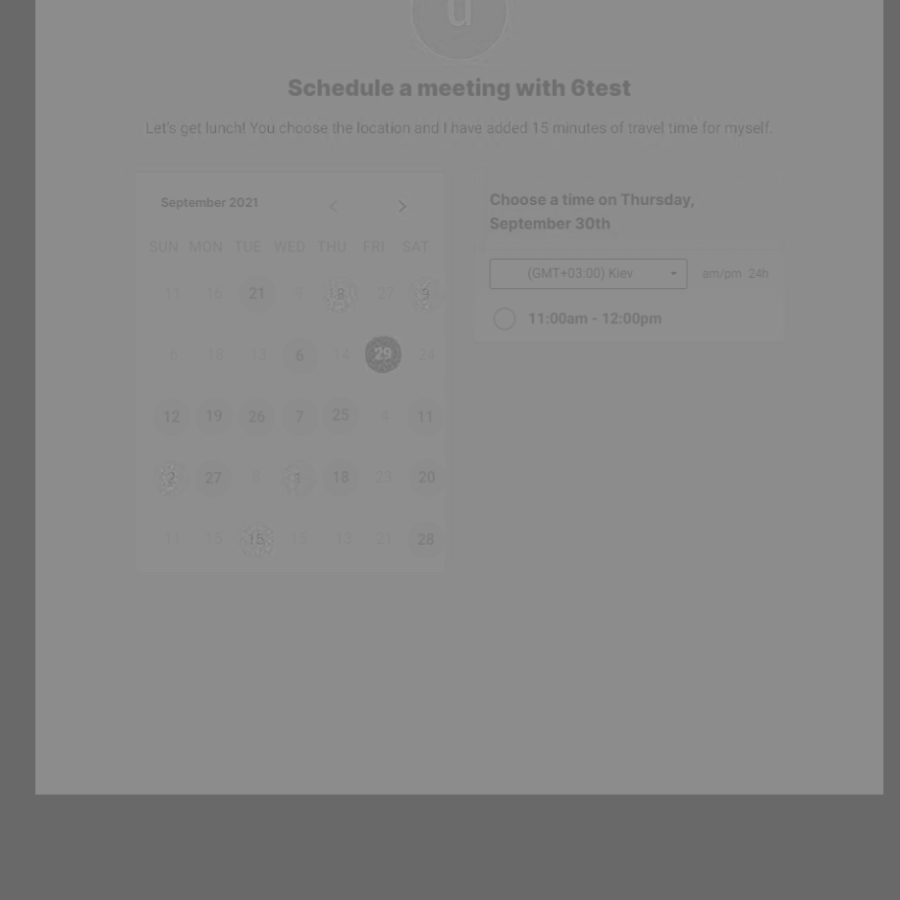 d
Schedule a meeting with 6test
Let's get lunch! You choose the location and I have added 15 minutes of travel time for myself.
September 2021
SUN MON TUE WED THU FRI SAT
11 16 21 9 8 27 9
6 18 13 6 14 29 24
12 19 26 7 25 4 11
2 27 8 1 18 23 20
11 15 15 15 13 21 28
Choose a time on Thursday,
September 30th
(GMT+03:00) Kiev am/pm 24h
11:00am - 12:00pm